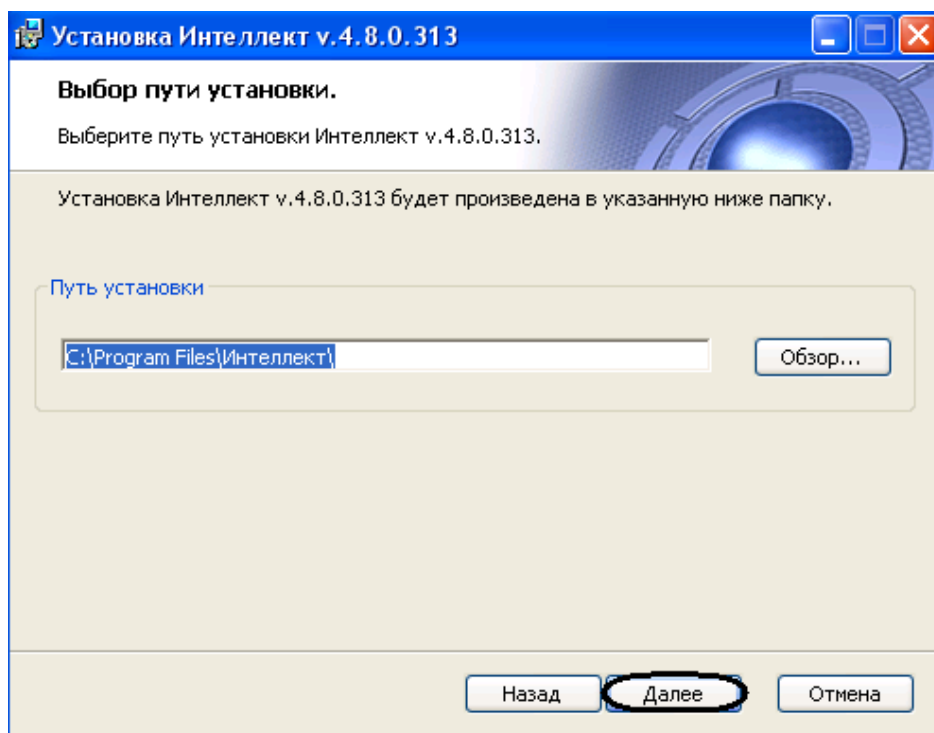 Установка Интеллект v.4.8.0.313
Выбор пути установки.
Выберите путь установки Интеллект v.4.8.0.313.
Установка Интеллект v.4.8.0.313 будет произведена в указанную ниже папку.
Путь установки
C:\Program Files\Интеллект\
Обзор...
Назад Далее Отмена